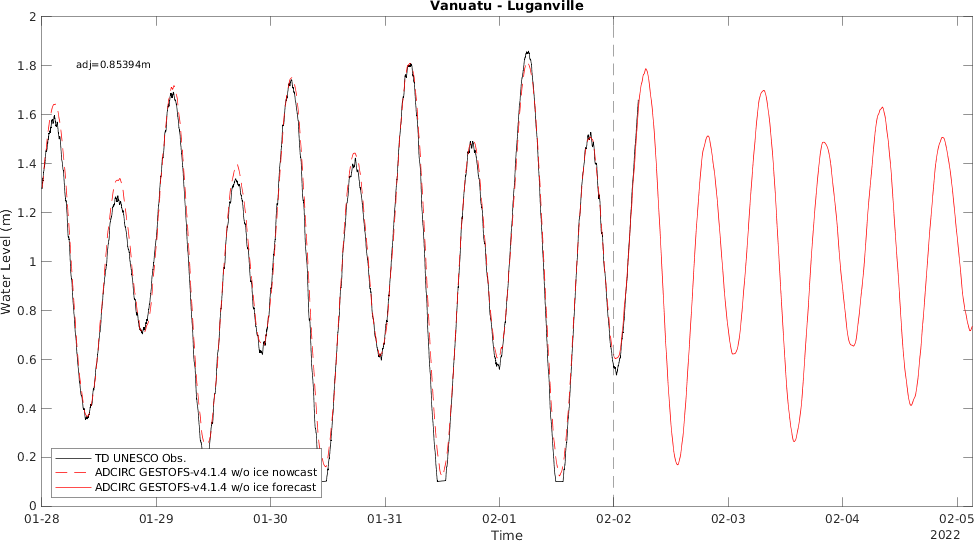 Vanuatu - Luganville
2
1.8
1.6
1.4
1.2
1
0.8
0.6
0.4
0.2
0
Water Level (m)
adj=0.85394m
TD UNESCO Obs.
ADCIRC GESTOFS-v4.1.4 w/o ice nowcast
ADCIRC GESTOFS-v4.1.4 w/o ice forecast
01-28 01-29 01-30 01-31 02-01 02-02 02-03 02-04 02-05
Time
2022